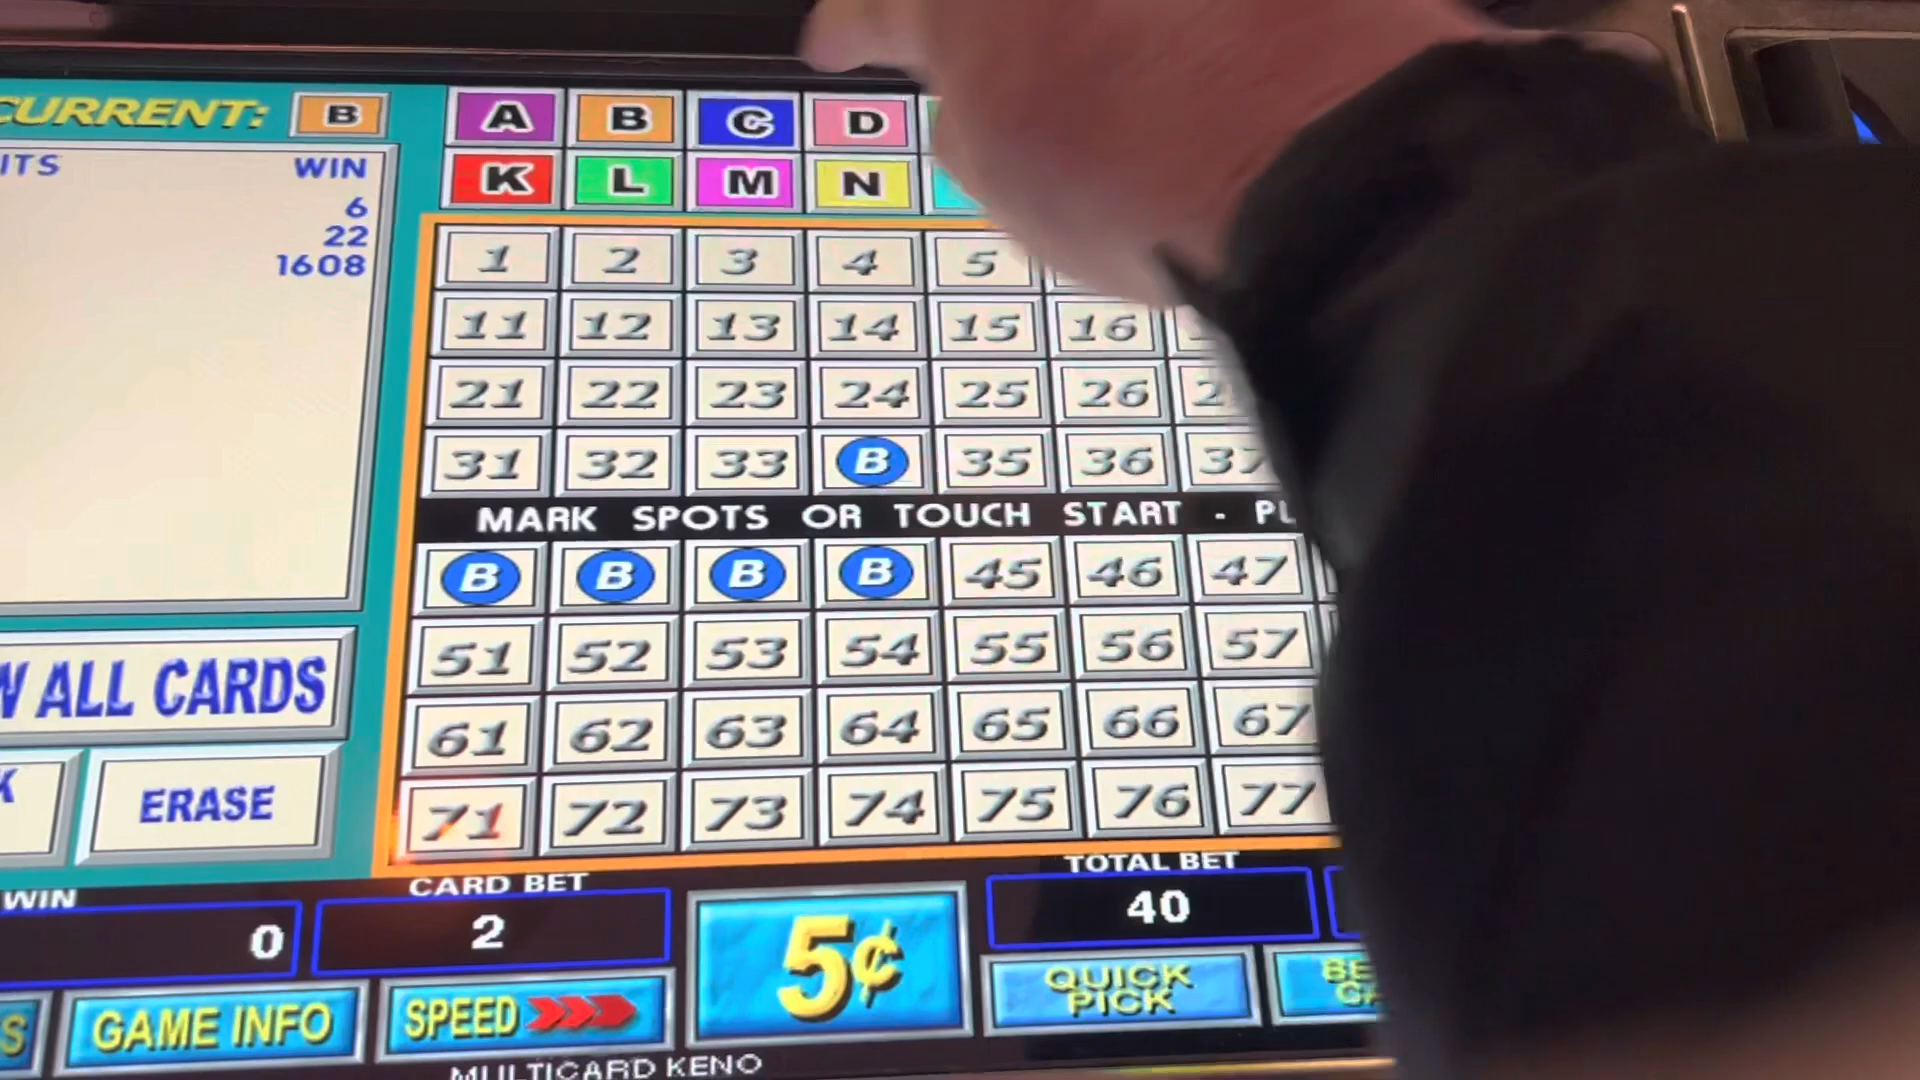 CURRENT: B
WIN
6
22
1608
A B C D
K L M N
1 2 3 4 5
11 12 13 14 15 16
21 22 23 24 25 26
31 32 33 B 35 36 37
MARK SPOTS OR TOUCH START -
B B B B 45 46 47
51 52 53 54 55 56 57
61 62 63 64 65 66 67
71 72 73 74 75 76 77
ALL CARDS
ERASE
WIN
0
CARD BET
2
5¢
TOTAL BET
40
QUICK
PICK
GAME INFO
SPEED
MULTICARD KENO